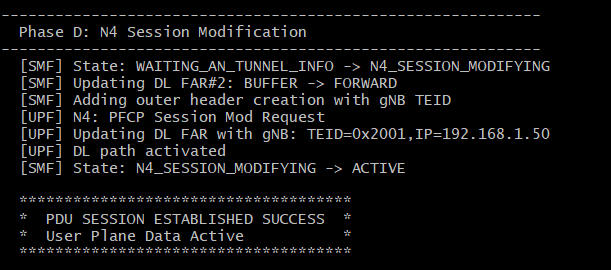 ------------------------------------------------------------
Phase D: N4 Session Modification
------------------------------------------------------------
[SMF] State: WAITING_AN_TUNNEL_INFO -> N4_SESSION_MODIFYING
[SMF] Updating DL FAR#2: BUFFER -> FORWARD
[SMF] Adding outer header creation with gNB TEID
[UPF] N4: PFCP Session Mod Request
[UPF] Updating DL FAR with gNB: TEID=0x2001,IP=192.168.1.50
[UPF] DL path activated
[SMF] State: N4_SESSION_MODIFYING -> ACTIVE
*************************************
*  PDU SESSION ESTABLISHED SUCCESS  *
*  User Plane Data Active           *
*************************************